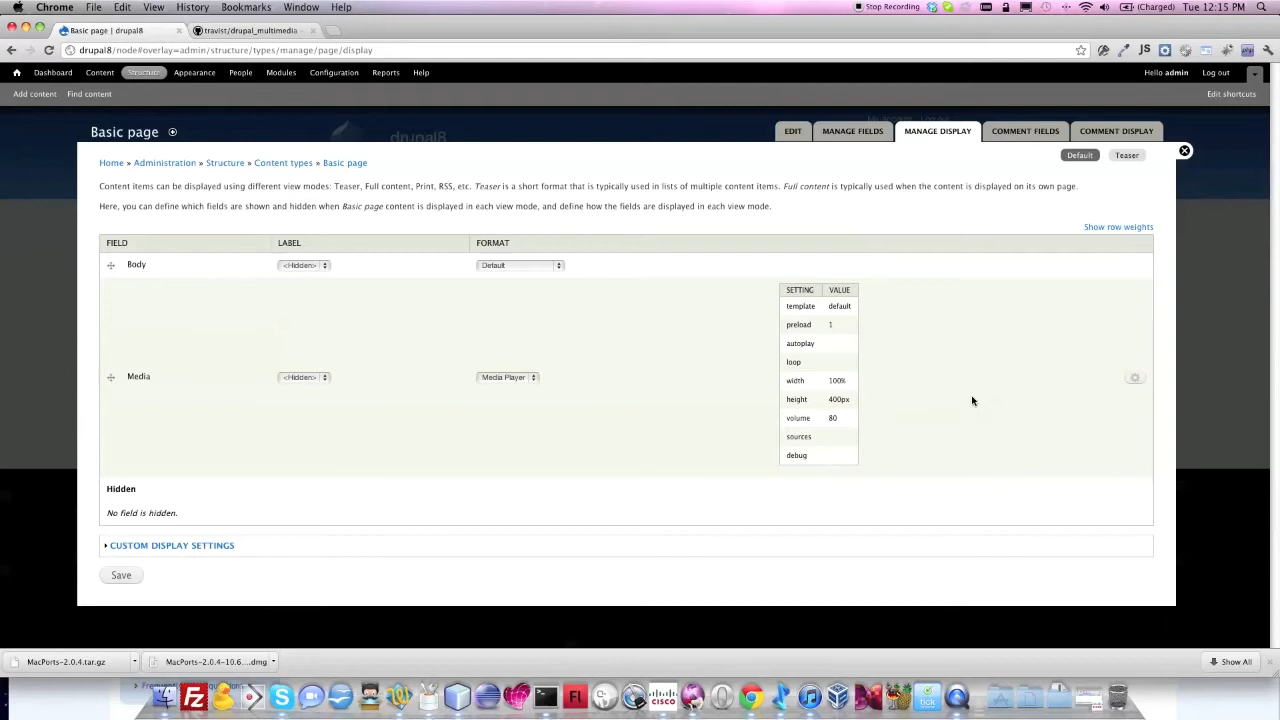 Chrome File Edit View History Bookmarks Window Help Stop Recording (Charged) Tue 12:15 PM
Basic page | drupal8 travist/drupal_multimedia
drupal8/node#overlay=admin/structure/types/manage/page/display
Dashboard Content Structure Appearance People Modules Configuration Reports Help Hello admin Log out
Add content Find content Edit shortcuts
drupal8
Basic page EDIT MANAGE FIELDS MANAGE DISPLAY COMMENT FIELDS COMMENT DISPLAY
Home » Administration » Structure » Content types » Basic page Default Teaser
Content items can be displayed using different view modes: Teaser, Full content, Print, RSS, etc. Teaser is a short format that is typically used in lists of multiple content items. Full content is typically used when the content is displayed on its own page.
Here, you can define which fields are shown and hidden when Basic page content is displayed in each view mode, and define how the fields are displayed in each view mode.
Show row weights
FIELD LABEL FORMAT
Body <Hidden> Default
SETTING VALUE
template default
preload 1
autoplay
loop
Media <Hidden> Media Player
width 100%
height 400px
volume 80
sources
debug
Hidden
No field is hidden.
CUSTOM DISPLAY SETTINGS
Save
MacPorts-2.0.4.tar.gz MacPorts-2.0.4-10.6....dmg Show All